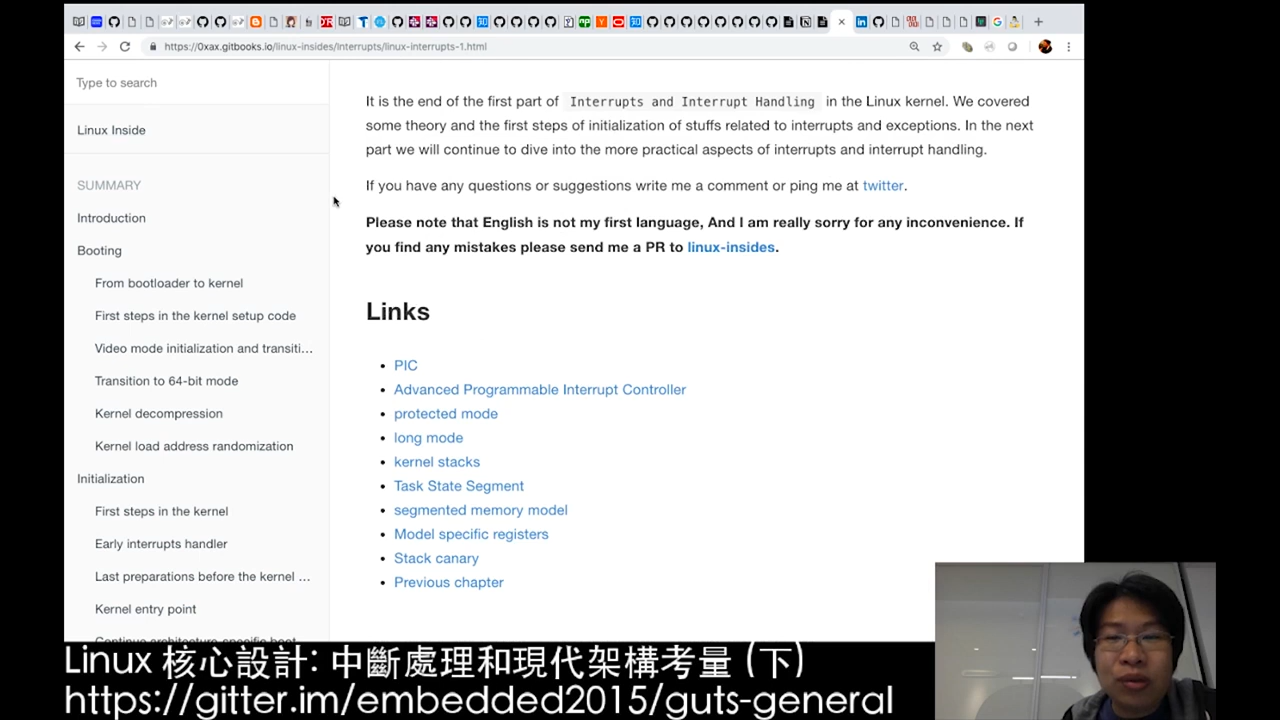 https://0xax.gitbooks.io/linux-insides/interrupts/linux-interrupts-1.html
Type to search
Linux Inside
SUMMARY
Introduction
Booting
From bootloader to kernel
First steps in the kernel setup code
Video mode initialization and transiti...
Transition to 64-bit mode
Kernel decompression
Kernel load address randomization
Initialization
First steps in the kernel
Early interrupts handler
Last preparations before the kernel ...
Kernel entry point
Continue architecture-specific boot
It is the end of the first part of Interrupts and Interrupt Handling in the Linux kernel. We covered
some theory and the first steps of initialization of stuffs related to interrupts and exceptions. In the next
part we will continue to dive into the more practical aspects of interrupts and interrupt handling.
If you have any questions or suggestions write me a comment or ping me at twitter.
Please note that English is not my first language, And I am really sorry for any inconvenience. If
you find any mistakes please send me a PR to linux-insides.
Links
• PIC
• Advanced Programmable Interrupt Controller
• protected mode
• long mode
• kernel stacks
• Task State Segment
• segmented memory model
• Model specific registers
• Stack canary
• Previous chapter
Linux 核心設計: 中斷處理和現代架構考量 (下)
https://gitter.im/embedded2015/guts-general